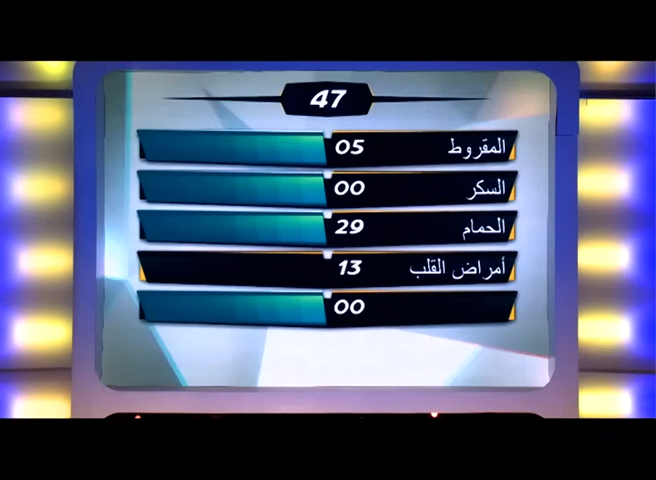 47
المقروط 05
السكر 00
الحمام 29
أمراض القلب 13
00